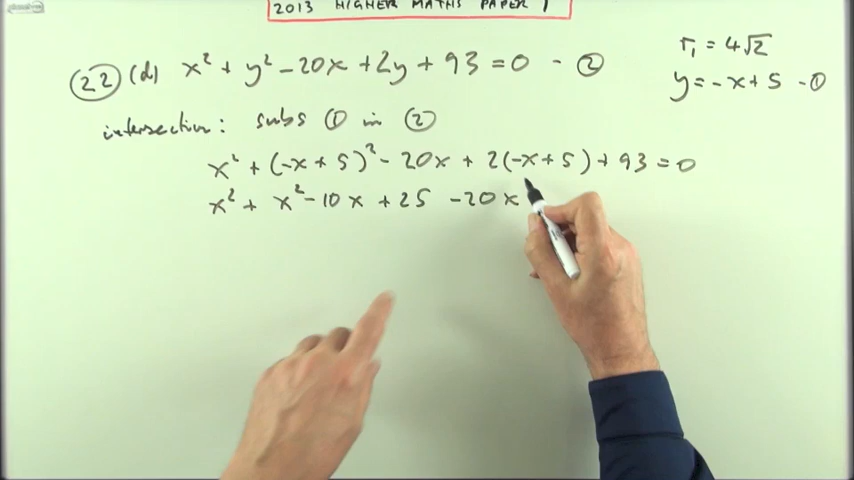 2013 HIGHER MATHS PAPER 1
(22) (d) x² + y² - 20x + 2y + 93 = 0 - ②
r₁ = 4√2
y = -x + 5 - ①
intersection: subs ① in ②
x² + (-x + 5)² - 20x + 2(-x + 5) + 93 = 0
x² + x² - 10x + 25 - 20x